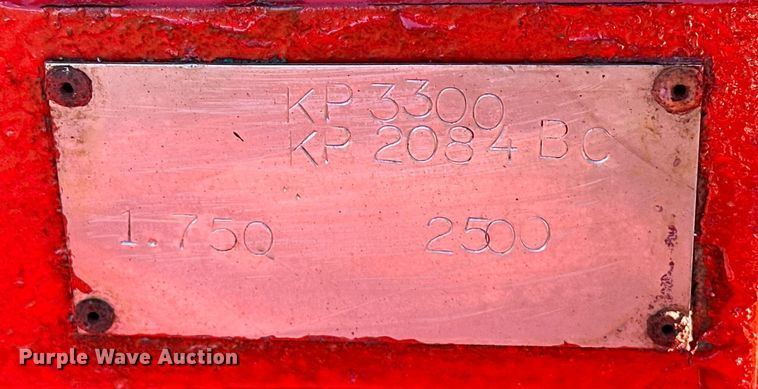 KP 3300
KP 2084 BC
1.750 2500
Purple Wave Auction